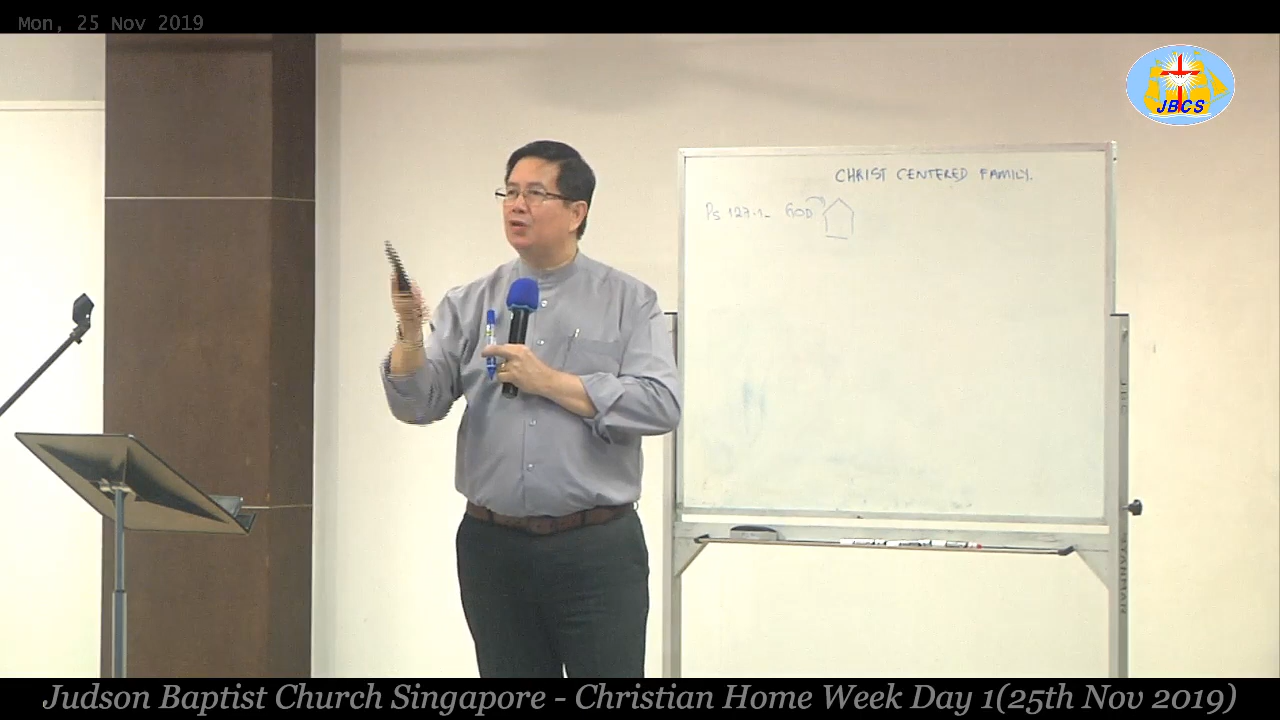 Mon, 25 Nov 2019
JBCS
CHRIST CENTERED FAMILY.
Ps 127:1- GOD
STANMAN
Judson Baptist Church Singapore - Christian Home Week Day 1(25th Nov 2019)